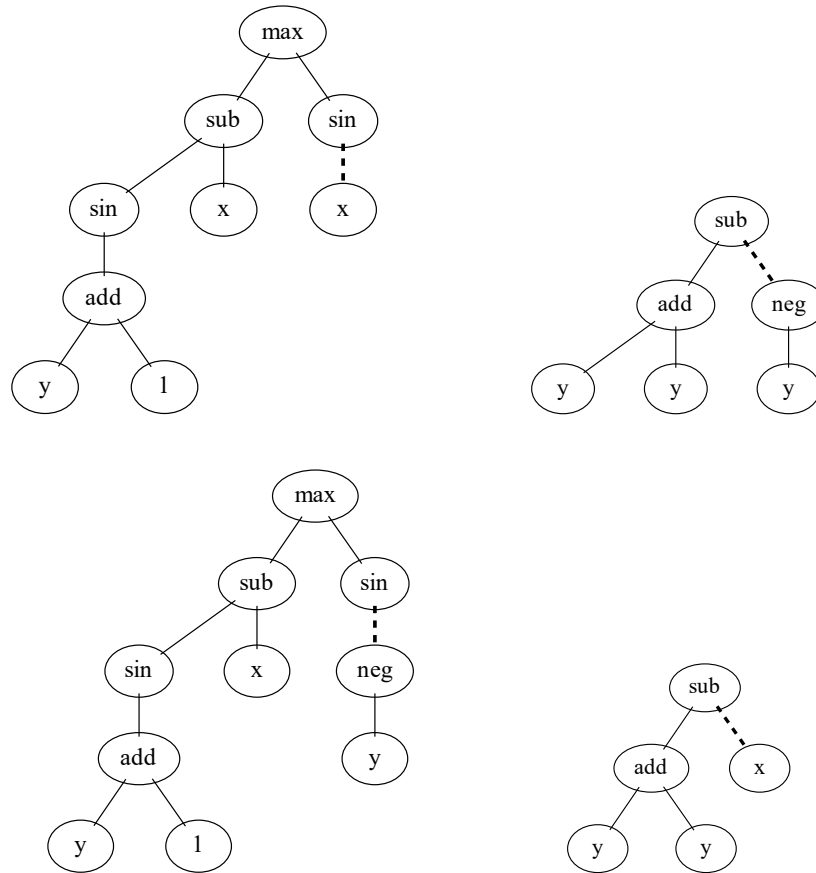 max
sub sin
sin x x
sub
add
add neg
y 1
y y y
max
sub sin
sin x neg
sub
add y
add x
y 1
y y